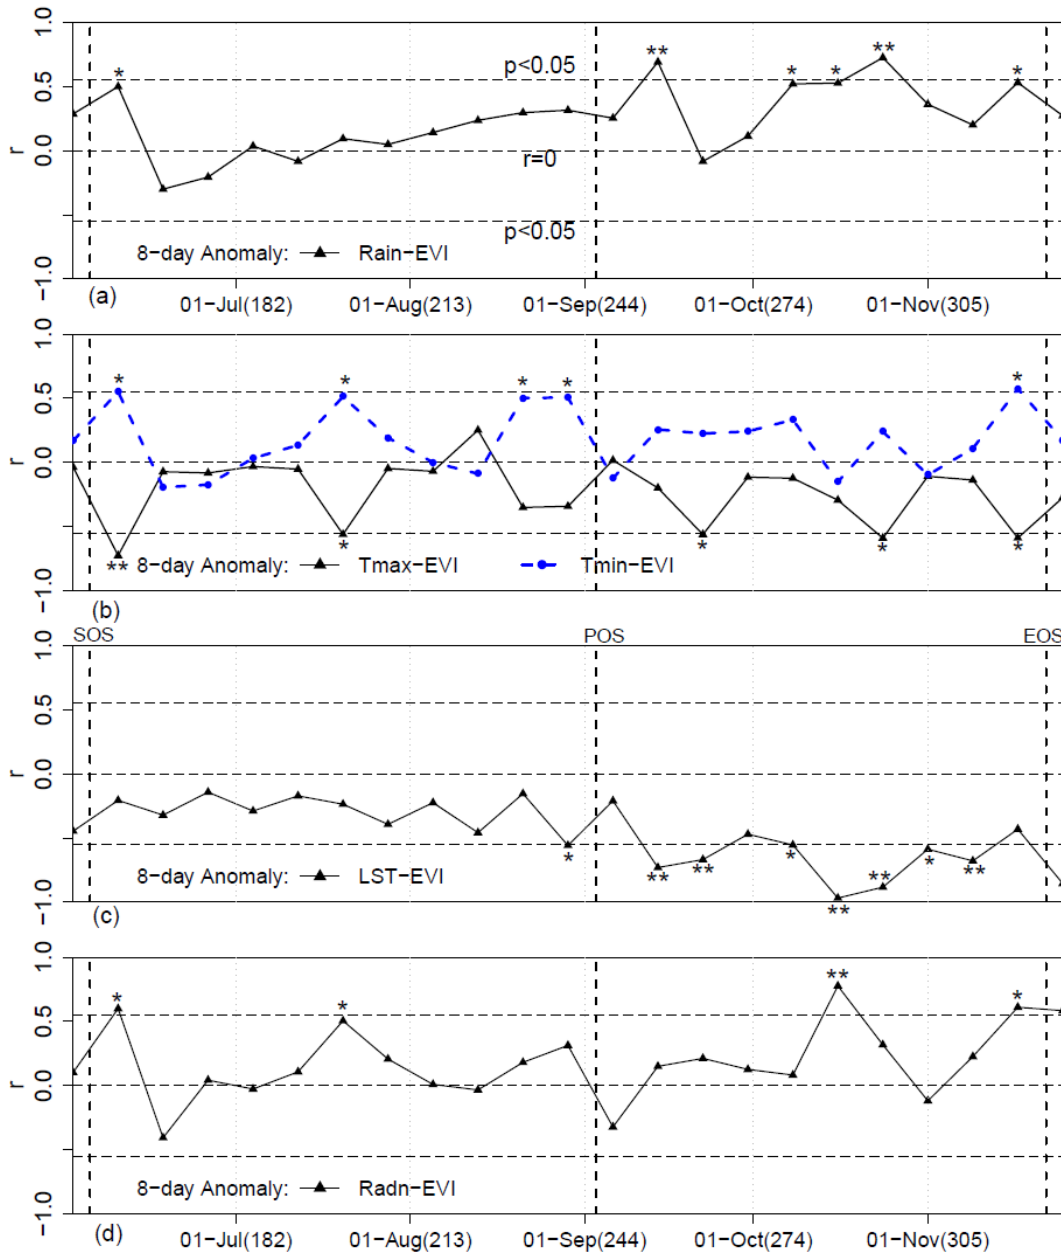 1.0
0.5
0.0
−1.0
r
*
**
*
*
**
*
p<0.05
r=0
p<0.05
8−day Anomaly: Rain−EVI
(a)
01−Jul(182) 01−Aug(213) 01−Sep(244) 01−Oct(274) 01−Nov(305)
1.0
0.5
0.0
−1.0
r
*
*
*
*
*
**
*
*
*
*
8−day Anomaly: Tmax−EVI Tmin−EVI
(b)
SOS POS EOS
1.0
0.5
0.0
−1.0
r
*
**
**
*
**
**
*
**
8−day Anomaly: LST−EVI
(c)
1.0
0.5
0.0
−1.0
r
*
*
**
*
8−day Anomaly: Radn−EVI
(d)
01−Jul(182) 01−Aug(213) 01−Sep(244) 01−Oct(274) 01−Nov(305)